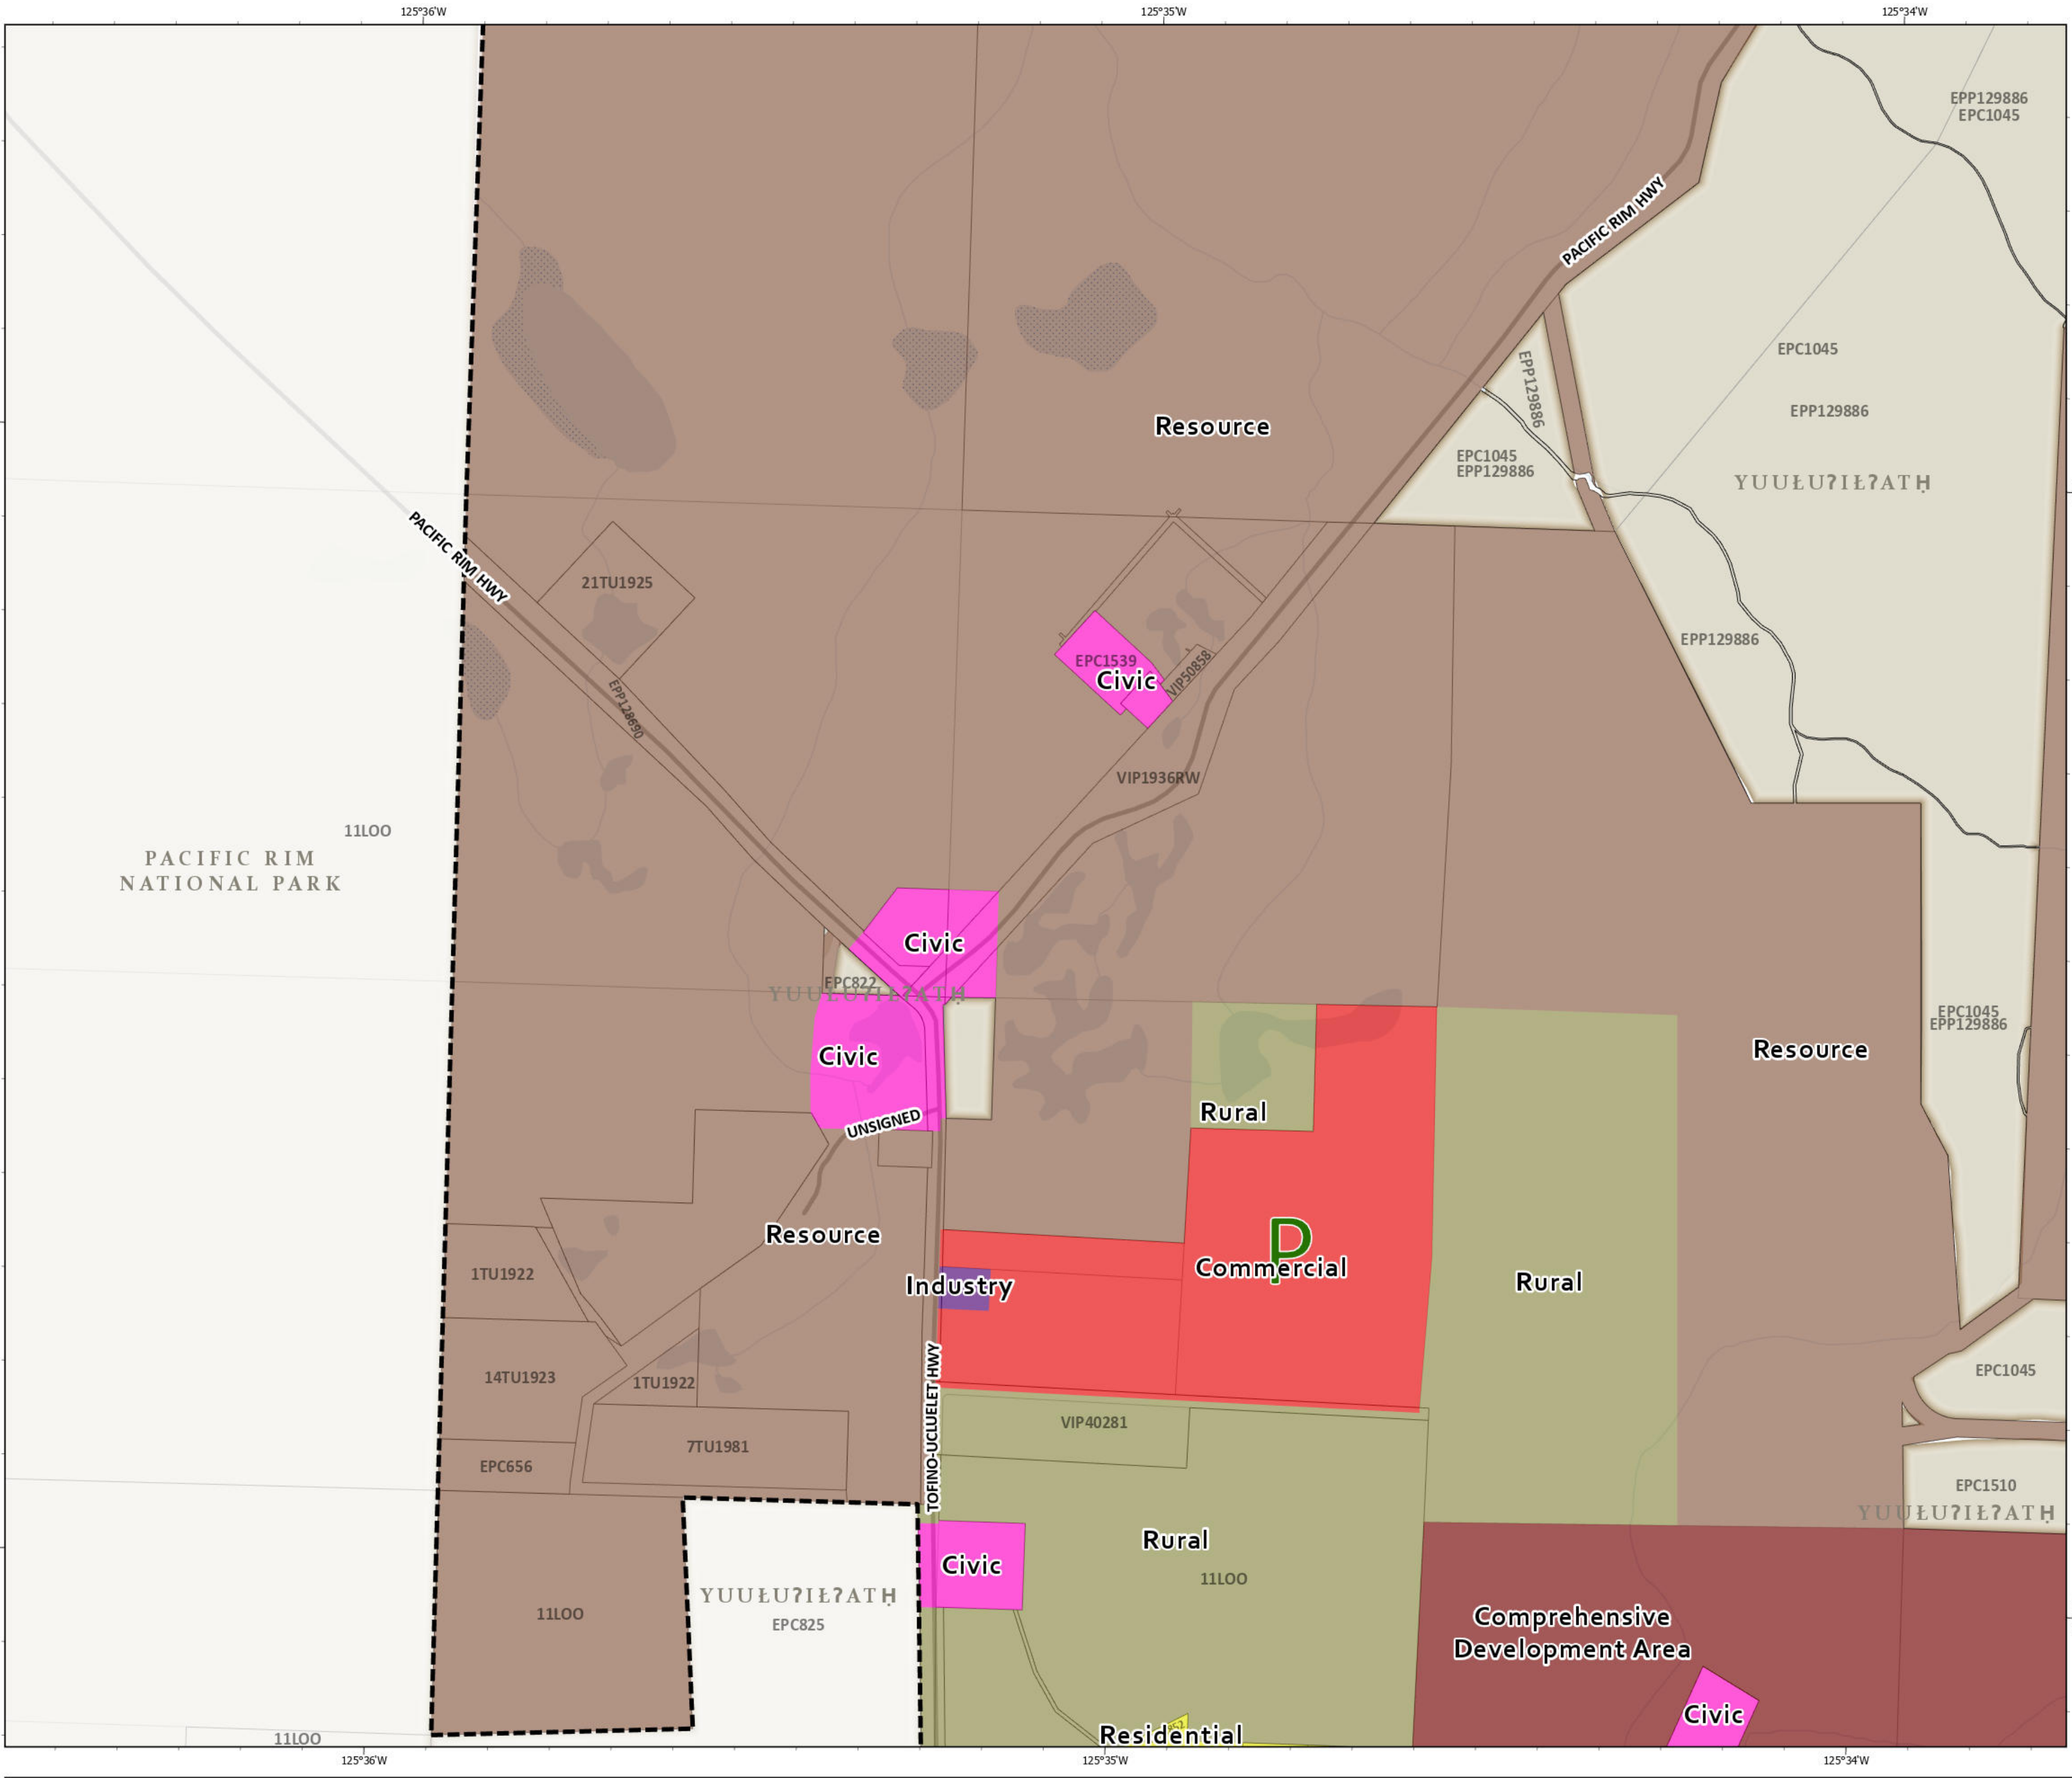 125°36'W
125°35'W
125°34'W
EPP129886
EPC1045
PACIFIC RIM HWY
EPC1045
EPP129886
EPP129886
Resource
EPC1045
EPP129886
YUUŁUʔIŁʔATḤ
PACIFIC RIM HWY
21TU1925
EPP129886
EPC1539
Civic
VIP50858
EPP128690
VIP1936RW
11LOO
PACIFIC RIM
NATIONAL PARK
Civic
EPC822
YUUŁUʔIŁʔATḤ
EPC1045
EPP129886
Civic
Resource
Rural
UNSIGNED
Resource
P
Commercial
1TU1922
Industry
Rural
14TU1923
1TU1922
TOFINO-UCLUELET HWY
EPC1045
VIP40281
7TU1981
EPC656
EPC1510
YUUŁUʔIŁʔATḤ
Rural
Civic
11LOO
YUUŁUʔIŁʔATḤ
EPC825
11LOO
Comprehensive
Development Area
Civic
Residential
11LOO
125°36'W
125°35'W
125°34'W